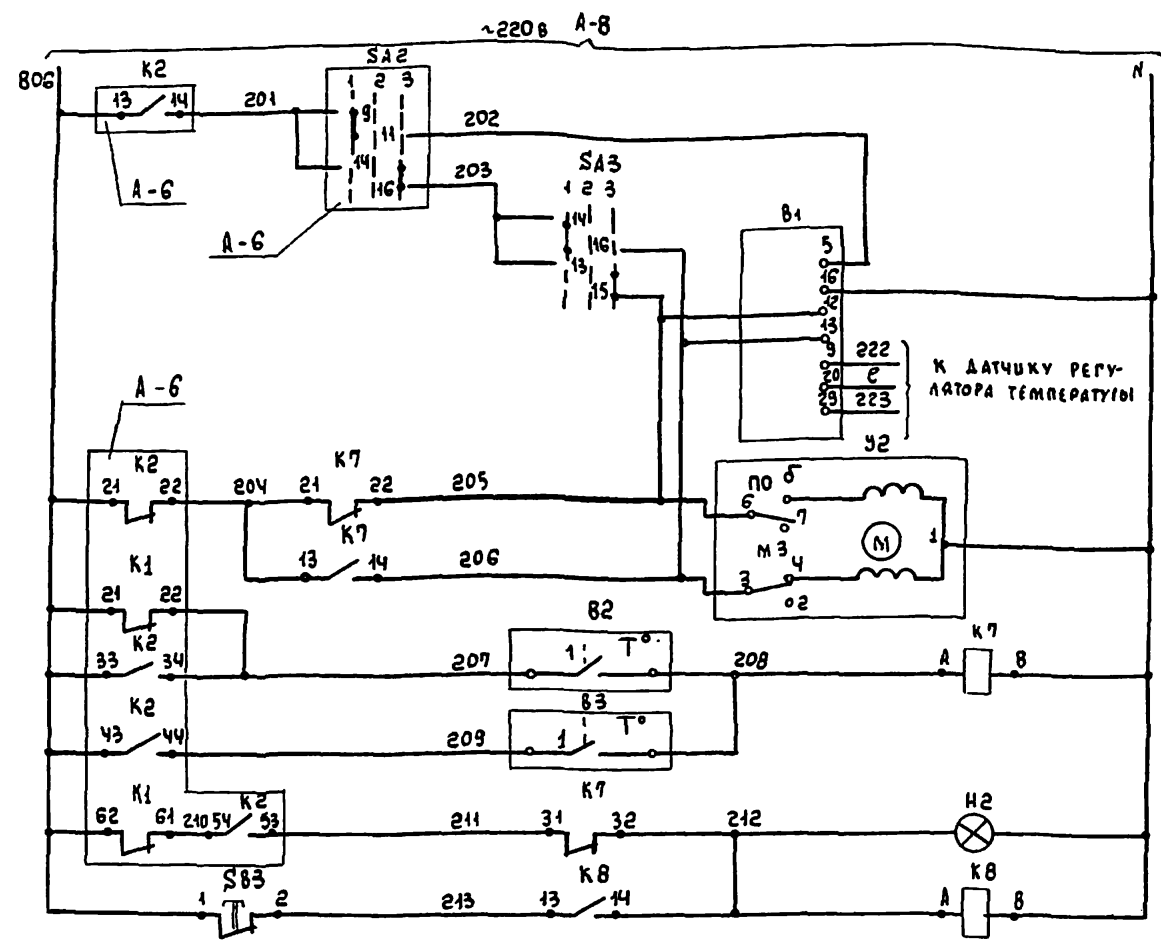 ~220 В А-8
806 N
К2 SA2
13 14 201 1 2 3
9 11 202
14 16 203
А-6
А-6
SA3
1 2 3
14 16
13 15
В1
5
16
12
13
9 222
20 е
29 223
К ДАТЧИКУ РЕГУ-
ЛЯТОРА ТЕМПЕРАТУРЫ
А-6
У2
К2 К7
21 22 204 21 22 205
ПО б
6 7
К7
13 14 206
М3 М 1
3 4
2
К1
21 22
К2
33 34 207
В2
1 Т°
208
К7
А В
К2
43 44 209
В3
1 Т°
К1 К2 К7
62 61 210 54 53 211 31 32 212
Н2
SB3 К8 К8
1 2 213 13 14 А В